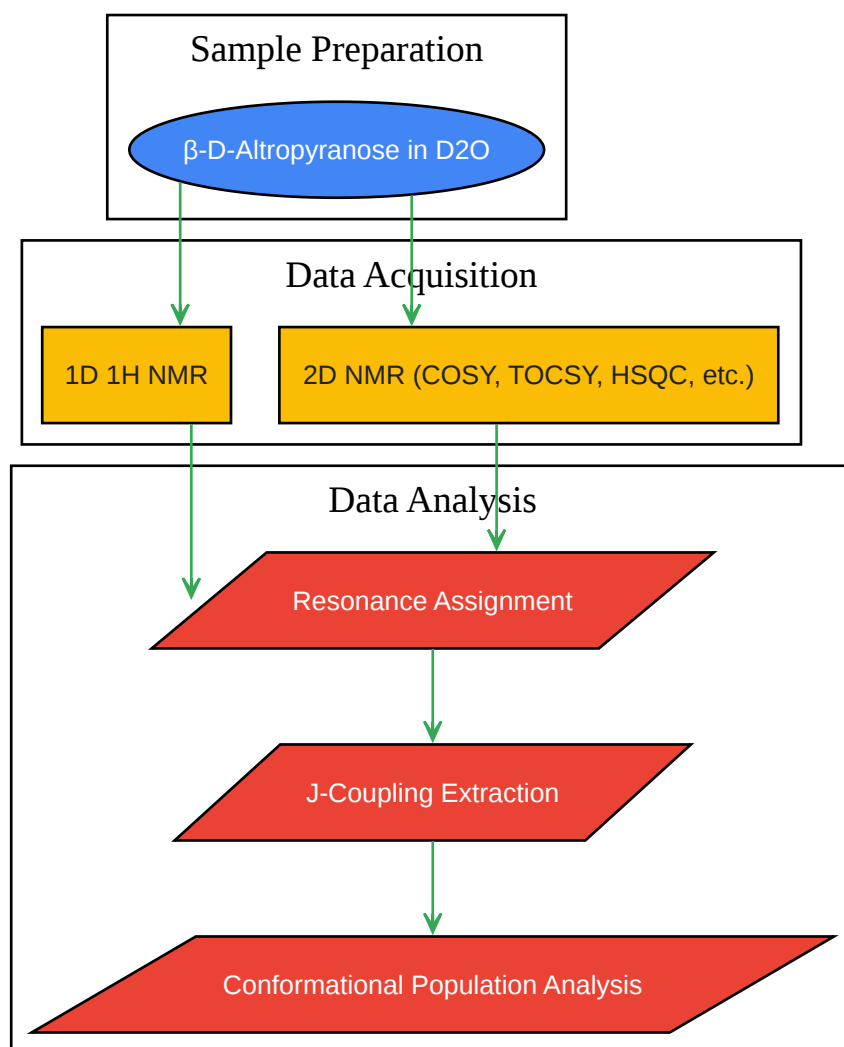 Sample Preparation
β-D-Altropyranose in D2O
Data Acquisition
1D 1H NMR
2D NMR (COSY, TOCSY, HSQC, etc.)
Data Analysis
Resonance Assignment
J-Coupling Extraction
Conformational Population Analysis